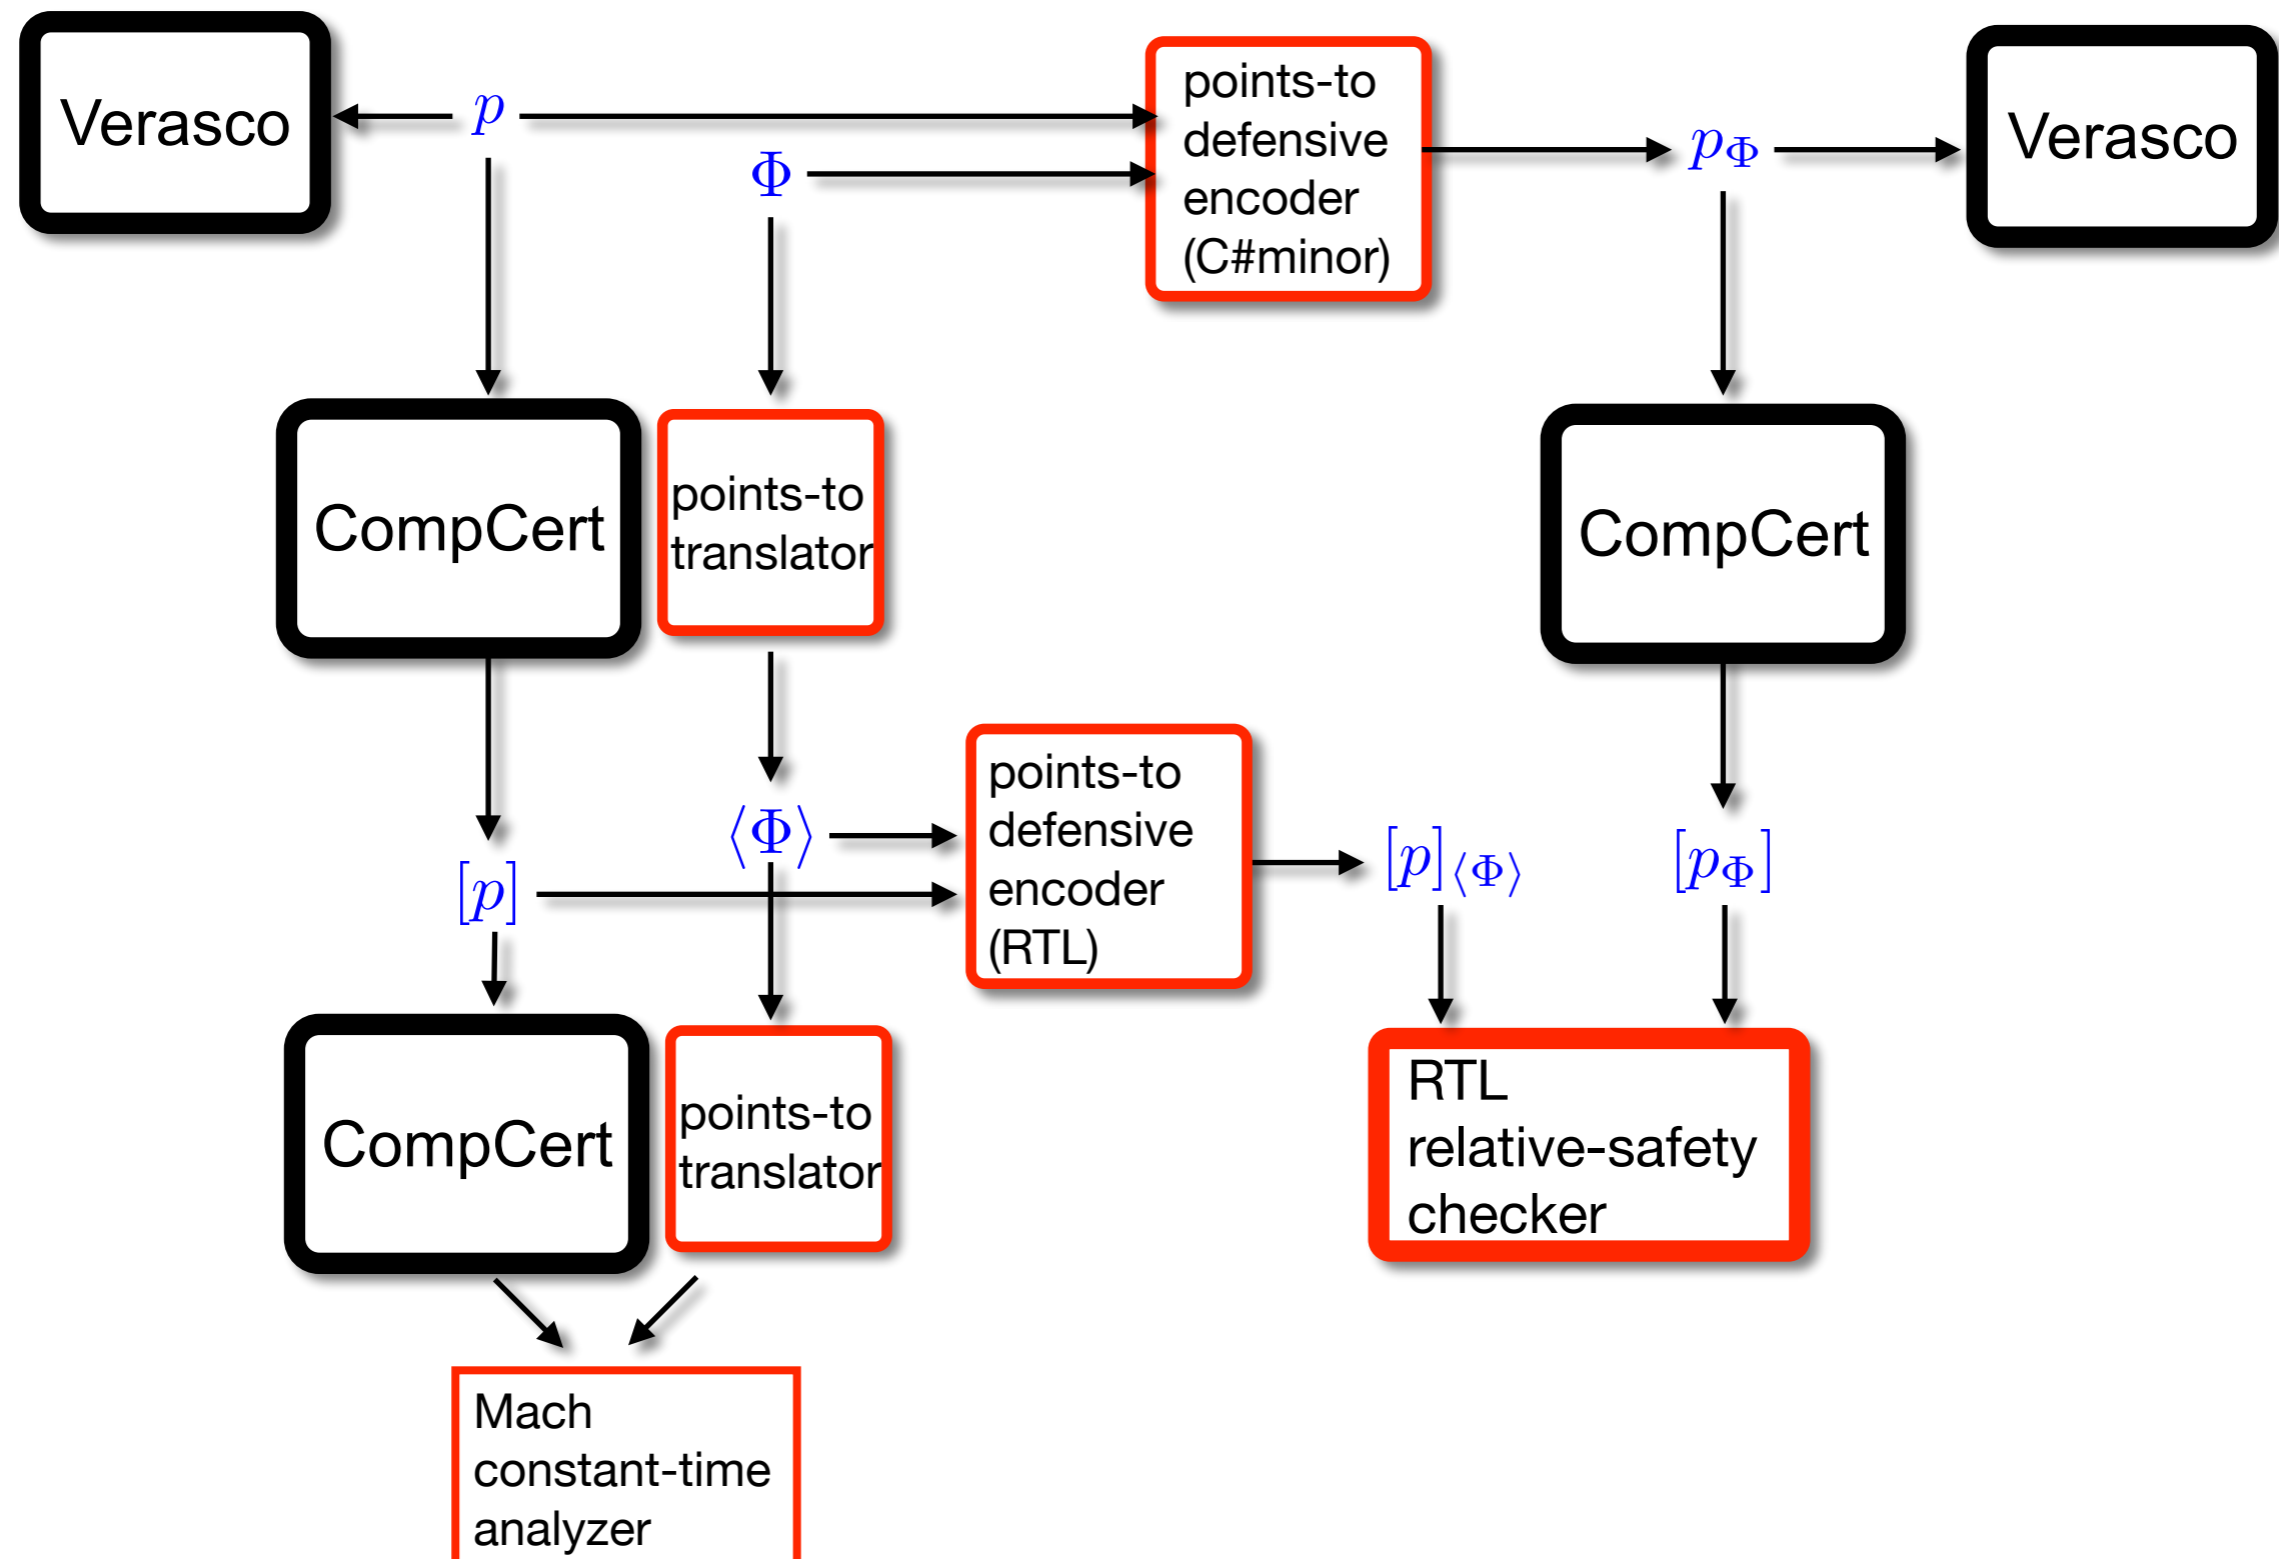 Verasco
p
Φ
points-to
defensive
encoder
(C#minor)
p_Φ
Verasco
CompCert
points-to
translator
CompCert
⟨Φ⟩
[p]
points-to
defensive
encoder
(RTL)
[p]_⟨Φ⟩
[p_Φ]
CompCert
points-to
translator
RTL
relative-safety
checker
Mach
constant-time
analyzer